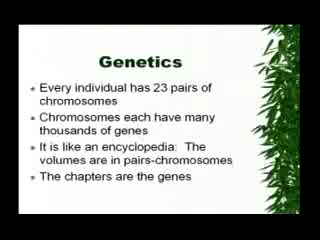 Genetics
Every individual has 23 pairs of
chromosomes
Chromosomes each have many
thousands of genes
It is like an encyclopedia: The
volumes are in pairs-chromosomes
The chapters are the genes